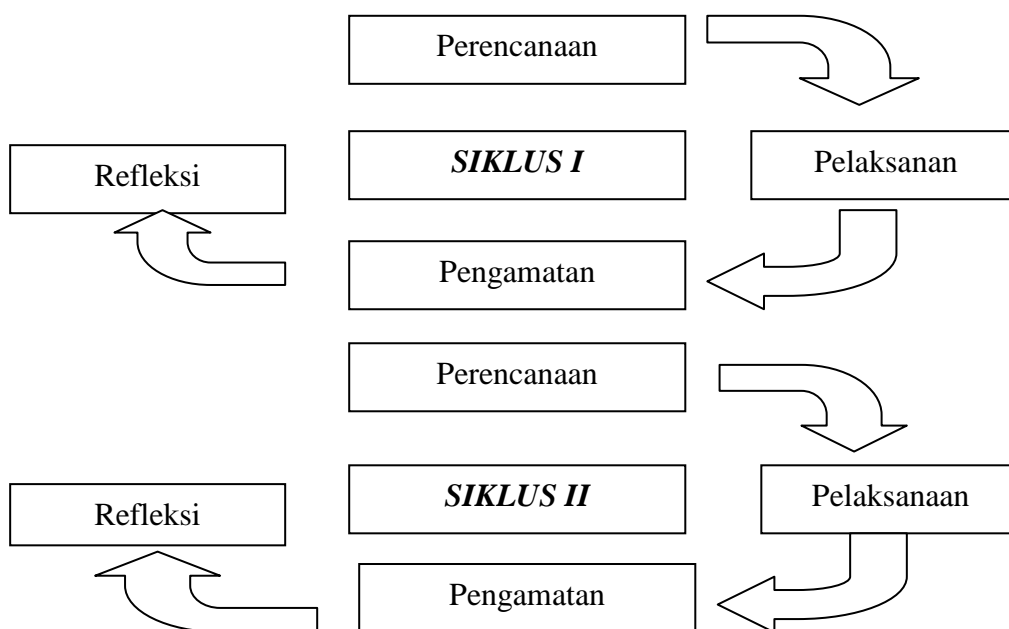 Perencanaan
Refleksi
SIKLUS I
Pelaksanan
Pengamatan
Perencanaan
Refleksi
SIKLUS II
Pelaksanaan
Pengamatan